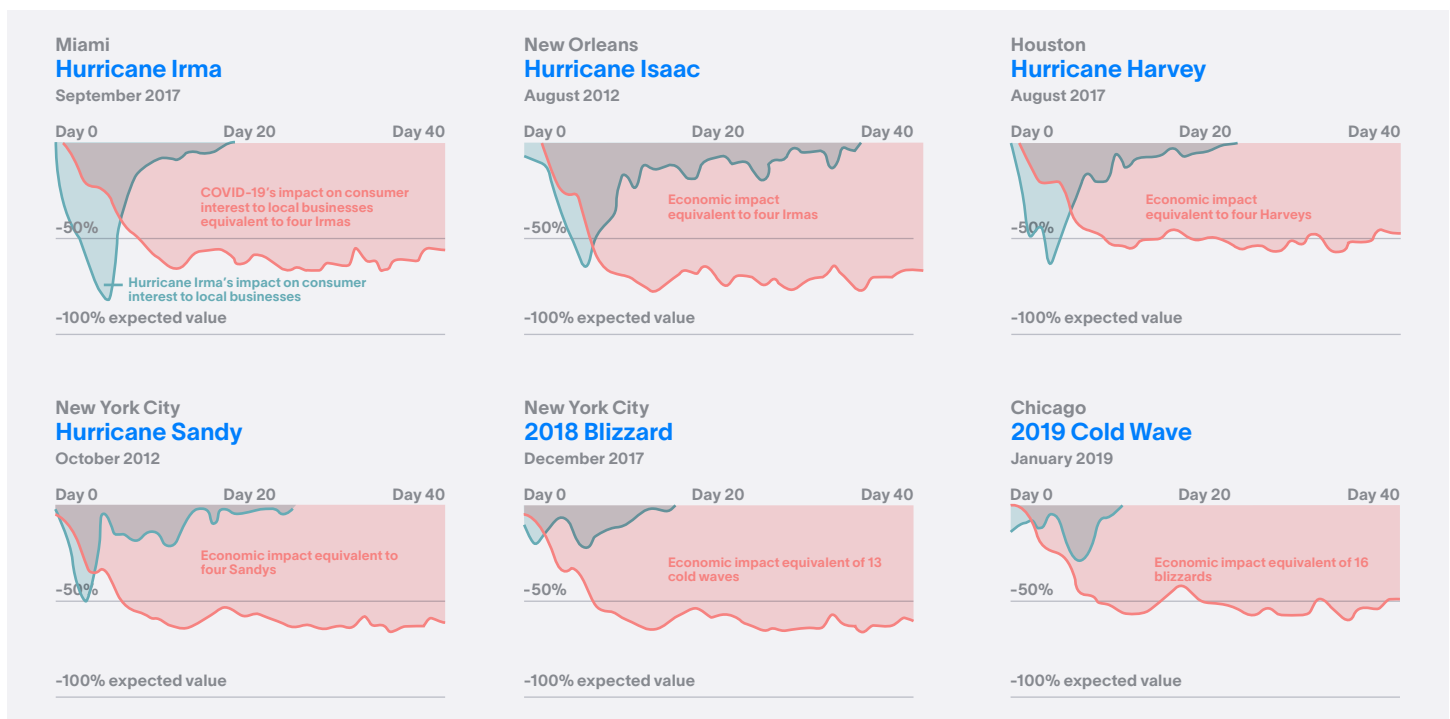 Miami
Hurricane Irma
September 2017
Day 0 Day 20 Day 40
COVID-19's impact on consumer
interest to local businesses
equivalent to four Irmas
-50%
Hurricane Irma's impact on consumer
interest to local businesses
-100% expected value
New Orleans
Hurricane Isaac
August 2012
Day 0 Day 20 Day 40
Economic impact
equivalent to four Irmas
-50%
-100% expected value
Houston
Hurricane Harvey
August 2017
Day 0 Day 20 Day 40
Economic impact
equivalent to four Harveys
-50%
-100% expected value
New York City
Hurricane Sandy
October 2012
Day 0 Day 20 Day 40
Economic impact equivalent to
four Sandys
-50%
-100% expected value
New York City
2018 Blizzard
December 2017
Day 0 Day 20 Day 40
Economic impact equivalent of 13
cold waves
-50%
-100% expected value
Chicago
2019 Cold Wave
January 2019
Day 0 Day 20 Day 40
Economic impact equivalent of 16
blizzards
-50%
-100% expected value